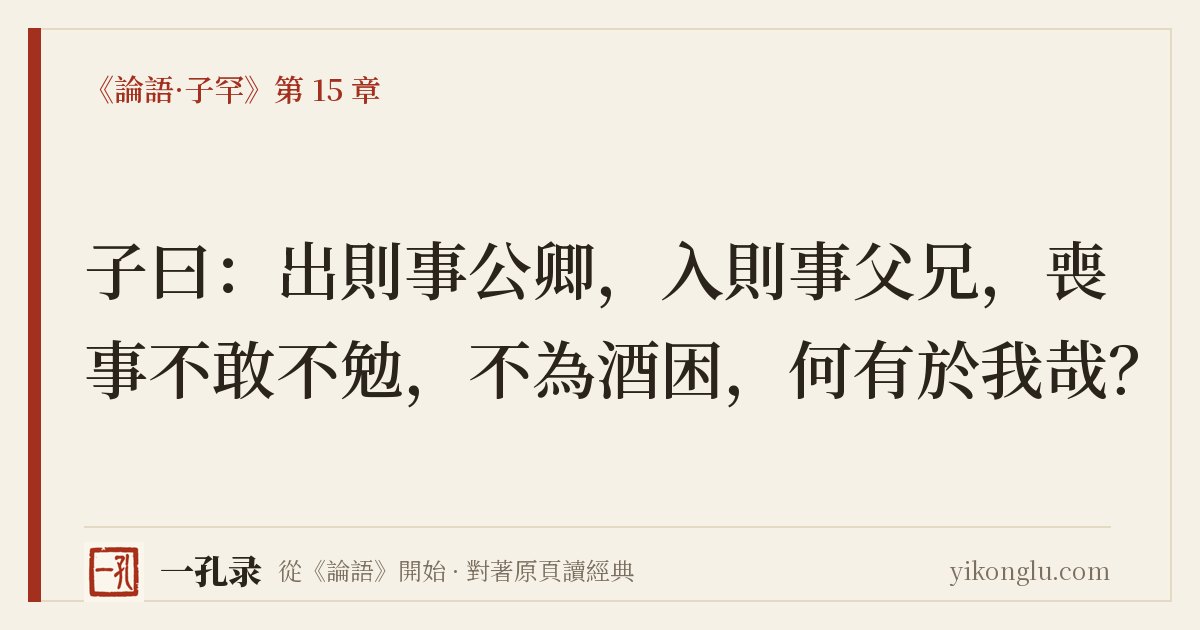 《論語·子罕》第 15 章
子曰：出則事公卿，入則事父兄，喪
事不敢不勉，不為酒困，何有於我哉？
一孔
一孔录
從《論語》開始 · 對著原頁讀經典
yikonglu.com